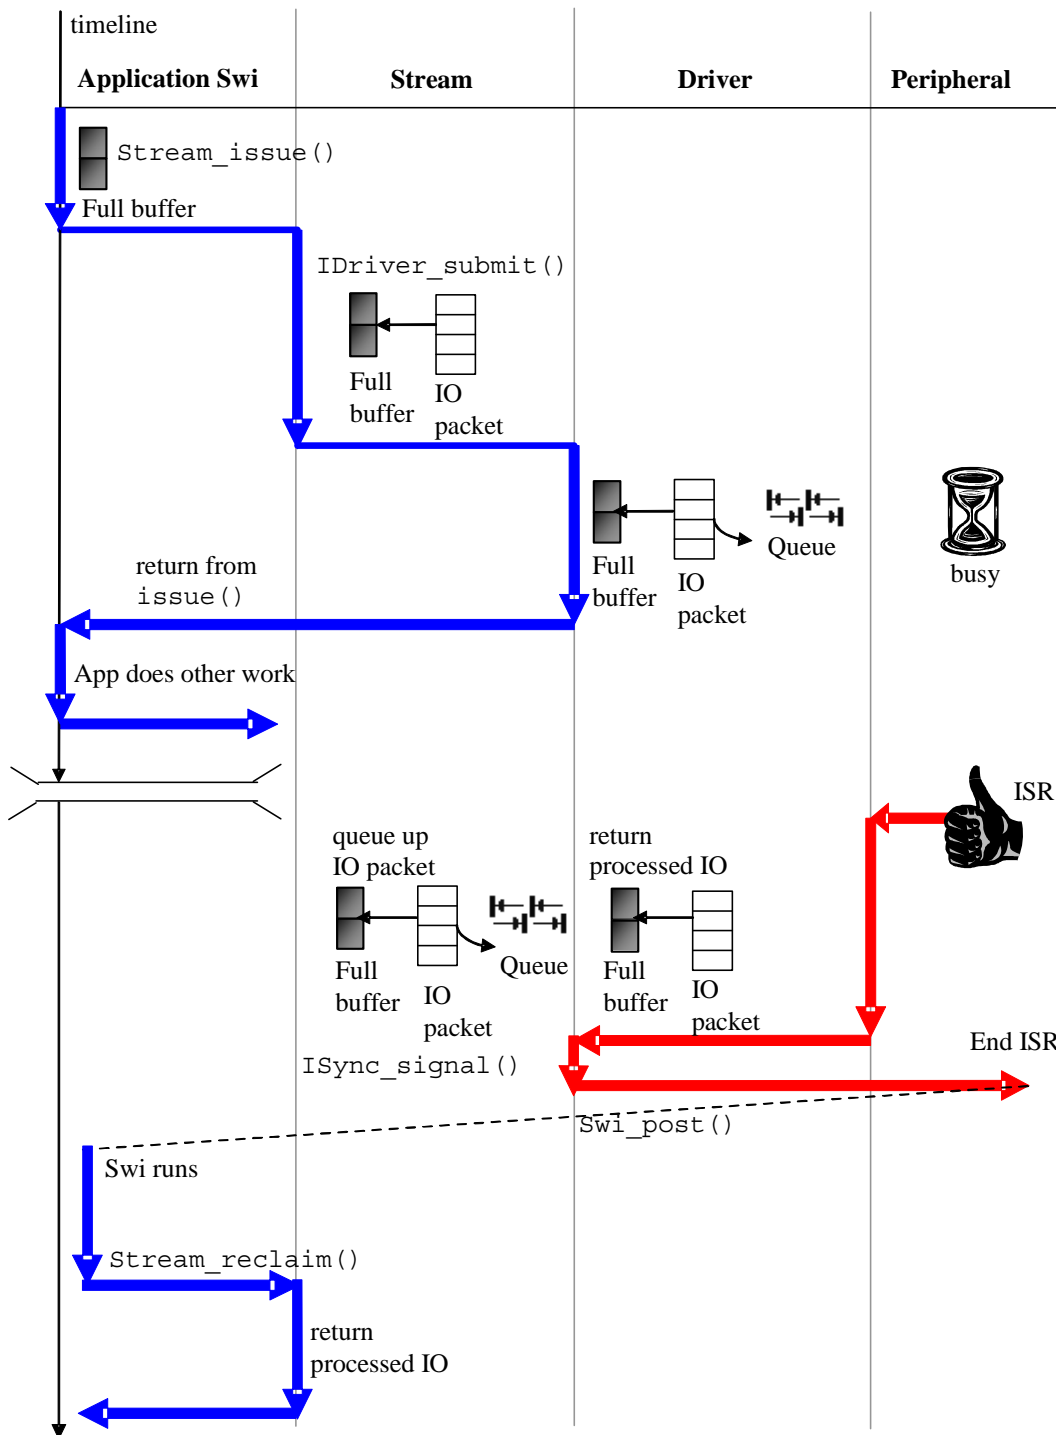 timeline
Application Swi
Stream
Driver
Peripheral
Stream_issue()
Full buffer
IDriver_submit()
Full
buffer
IO
packet
Full
buffer
IO
packet
Queue
busy
return from
issue()
App does other work
ISR
queue up
IO packet
return
processed IO
Full
buffer
IO
packet
Queue
Full
buffer
IO
packet
End ISR
ISync_signal()
Swi_post()
Swi runs
Stream_reclaim()
return
processed IO